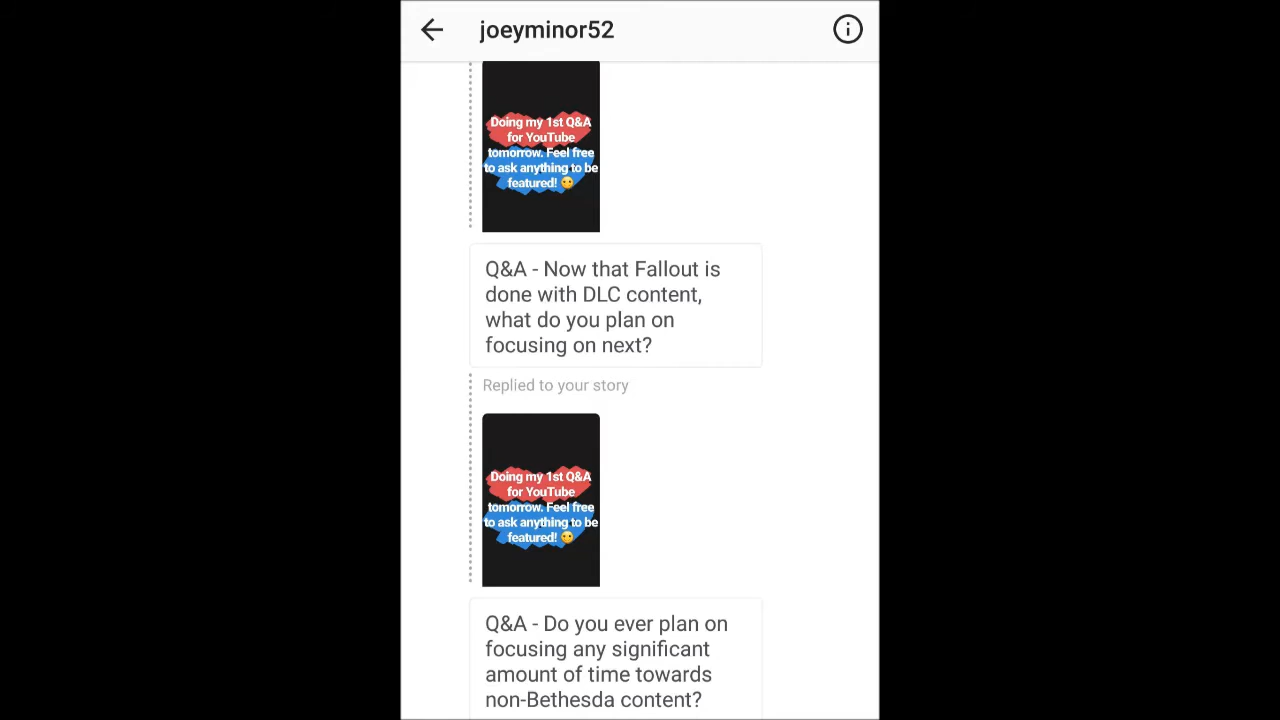 joeyminor52
Doing my 1st Q&A
for YouTube
tomorrow. Feel free
to ask anything to be
featured! 😶
Q&A - Now that Fallout is
done with DLC content,
what do you plan on
focusing on next?
Replied to your story
Doing my 1st Q&A
for YouTube
tomorrow. Feel free
to ask anything to be
featured! 😶
Q&A - Do you ever plan on
focusing any significant
amount of time towards
non-Bethesda content?